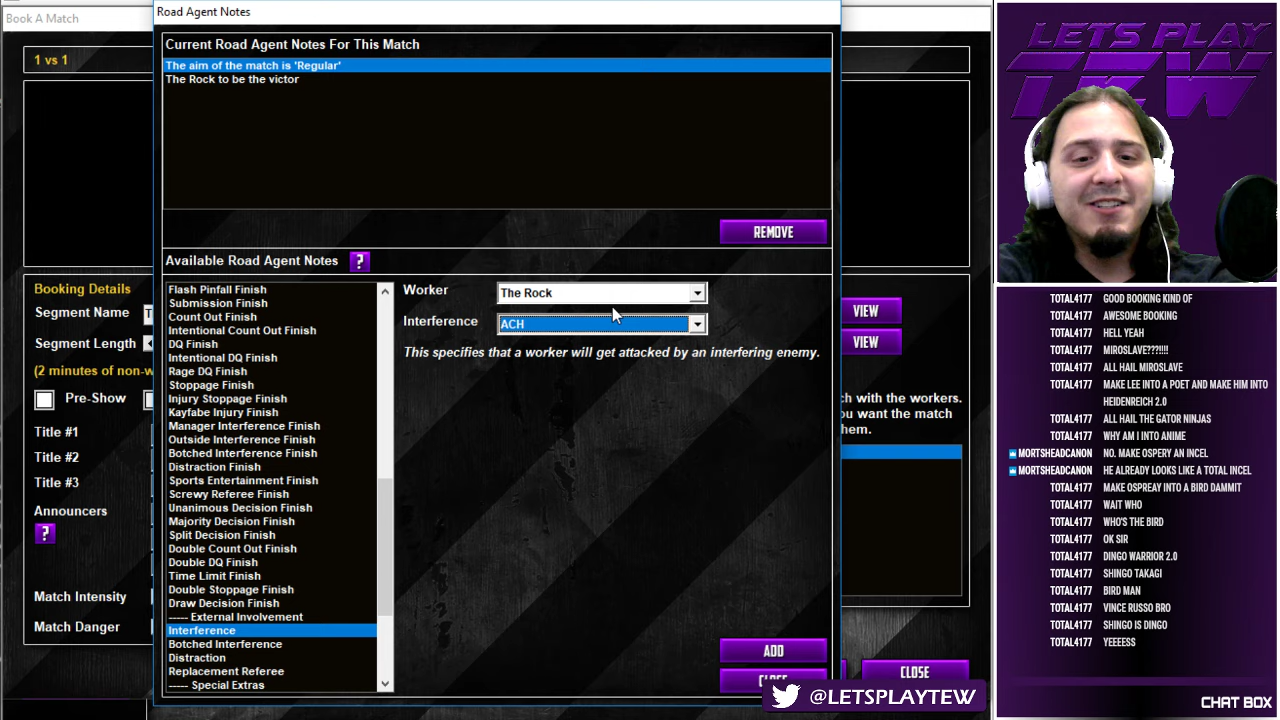 Book A Match
Road Agent Notes
1 vs 1
Current Road Agent Notes For This Match
The aim of the match is 'Regular'
The Rock to be the victor
REMOVE
Available Road Agent Notes ?
Flash Pinfall Finish
Submission Finish
Count Out Finish
Intentional Count Out Finish
DQ Finish
Intentional DQ Finish
Rage DQ Finish
Stoppage Finish
Injury Stoppage Finish
Kayfabe Injury Finish
Manager Interference Finish
Outside Interference Finish
Botched Interference Finish
Distraction Finish
Sports Entertainment Finish
Screwy Referee Finish
Unanimous Decision Finish
Majority Decision Finish
Split Decision Finish
Double Count Out Finish
Double DQ Finish
Time Limit Finish
Double Stoppage Finish
Draw Decision Finish
----- External Involvement
Interference
Botched Interference
Distraction
Replacement Referee
----- Special Extras
Worker The Rock
Interference ACH
This specifies that a worker will get attacked by an interfering enemy.
ADD
Booking Details
Segment Name T
Segment Length
(2 minutes of non-w
Pre-Show
Title #1
Title #2
Title #3
Announcers
?
Match Intensity
Match Danger
VIEW
VIEW
ch with the workers.
ou want the match
hem.
CLOSE
@LETSPLAYTEW
LETS PLAY
TEW
TOTAL4177 GOOD BOOKING KIND OF
TOTAL4177 AWESOME BOOKING
TOTAL4177 HELL YEAH
TOTAL4177 MIROSLAVE???!!!!
TOTAL4177 ALL HAIL MIROSLAVE
TOTAL4177 MAKE LEE INTO A POET AND MAKE HIM INTO
HEIDENREICH 2.0
TOTAL4177 ALL HAIL THE GATOR NINJAS
TOTAL4177 WHY AM I INTO ANIME
MORTSHEADCANON NO. MAKE OSPERY AN INCEL
MORTSHEADCANON HE ALREADY LOOKS LIKE A TOTAL INCEL
TOTAL4177 MAKE OSPREAY INTO A BIRD DAMMIT
TOTAL4177 WAIT WHO
TOTAL4177 WHO'S THE BIRD
TOTAL4177 OK SIR
TOTAL4177 DINGO WARRIOR 2.0
TOTAL4177 SHINGO TAKAGI
TOTAL4177 BIRD MAN
TOTAL4177 VINCE RUSSO BRO
TOTAL4177 SHINGO IS DINGO
TOTAL4177 YEEEESS
CHAT BOX